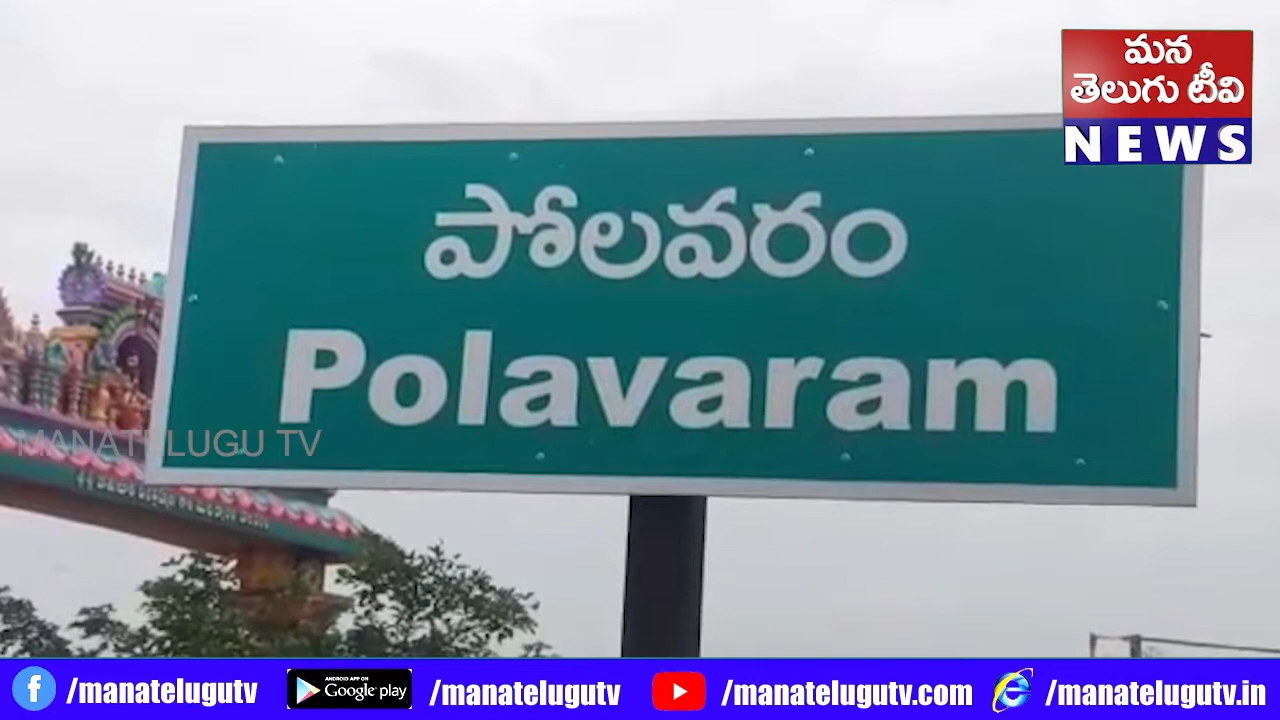 మన
తెలుగు టీవి
NEWS
పోలవరం
Polavaram
MANATELUGU TV
/manatelugutv
ANDROID APP ON
Google play
/manatelugutv
/manatelugutv.com
/manatelugutv.in